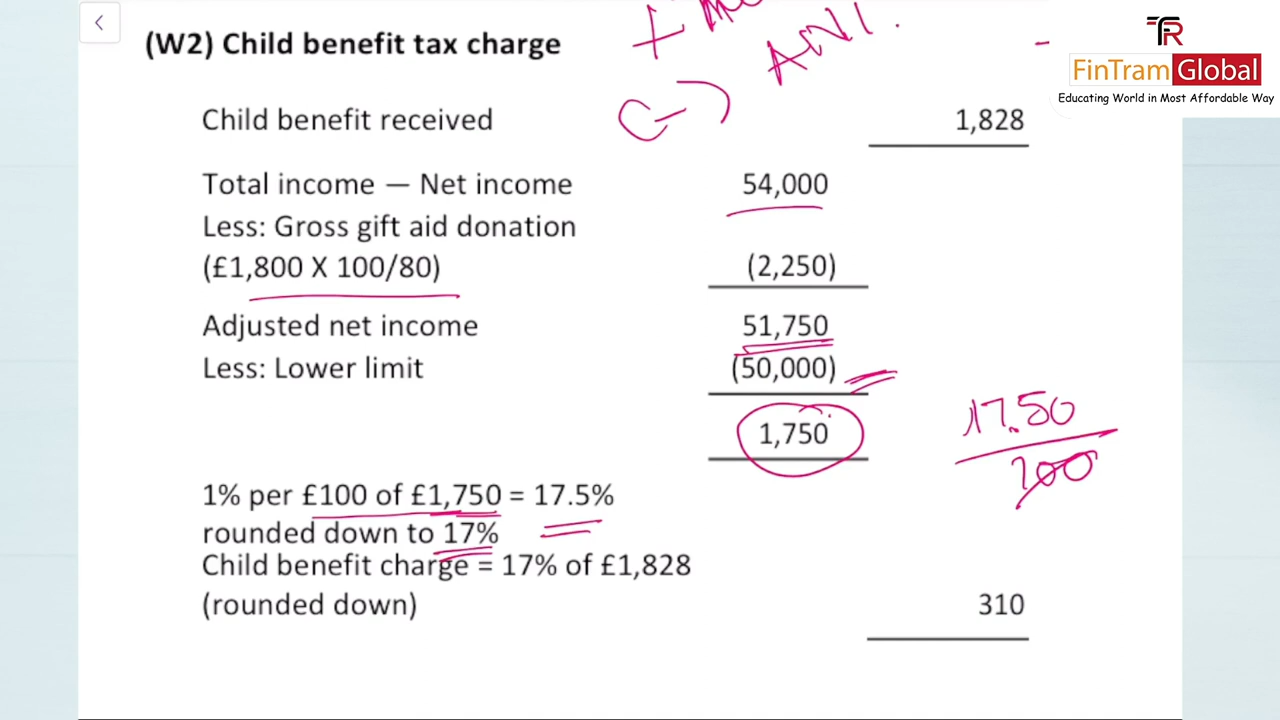 (W2) Child benefit tax charge
ANI.
TR
FinTram Global
Educating World in Most Affordable Way
Child benefit received 1,828
Total income — Net income 54,000
Less: Gross gift aid donation
(£1,800 X 100/80) (2,250)
Adjusted net income 51,750
Less: Lower limit (50,000)
1,750
17.50
100
1% per £100 of £1,750 = 17.5%
rounded down to 17%
Child benefit charge = 17% of £1,828
(rounded down) 310